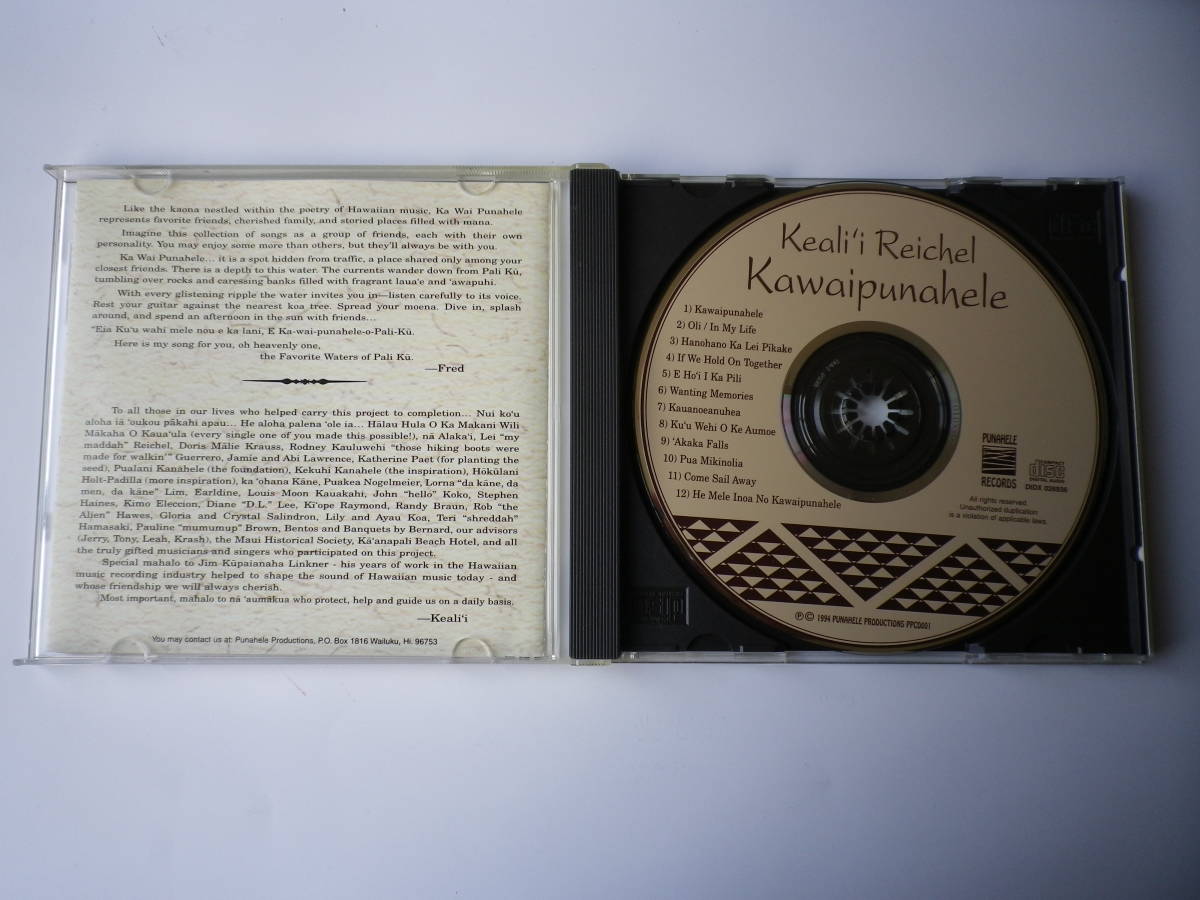 Like the kaona nestled within the poetry of Hawaiian music, Ka Wai Punahele
represents favorite friends, cherished family, and storied places filled with mana.
Imagine this collection of songs as a group of friends, each with their own
personality. You may enjoy some more than others, but they'll always be with you.
Ka Wai Punahele... it is a spot hidden from traffic, a place shared only among your
closest friends. There is a depth to this water. The currents wander down from Pali Kū,
tumbling over rocks and caressing banks filled with fragrant laua'e and 'awapuhi.
With every glistening ripple the water invites you in—listen carefully to its voice.
Rest your guitar against the nearest koa tree. Spread your moena. Dive in, splash
around, and spend an afternoon in the sun with friends...
"Eia Ku'u wahi mele nou e ka lani, E Ka-wai-punahele-o-Pali-Kū.
Here is my song for you, oh heavenly one,
the Favorite Waters of Pali Kū.
—Fred
To all those in our lives who helped carry this project to completion... Nui ko'u
aloha iā 'oukou pākahi apau... He aloha palena 'ole ia... Hālau Hula O Ka Makani Wili
Mākaha O Kaua'ula (every single one of you made this possible!), nā Alaka'i, Lei "my
maddah" Reichel, Doris Mālie Krauss, Rodney Kauluwehi "those hiking boots were
made for walkin'" Guerrero, Jamie and Abi Lawrence, Katherine Paet (for planting the
seed), Pualani Kanahele (the foundation), Kekuhi Kanahele (the inspiration), Hōkūlani
Holt-Padilla (more inspiration), ka 'ohana Kāne, Puakea Nogelmeier, Lorna "da kāne, da
men, da kāne" Lim, Earldine, Louis Moon Kauakahi, John "hello" Koko, Stephen
Haines, Kimo Eleccion, Diane "D.L." Lee, Ki'ope Raymond, Randy Braun, Rob "the
Alien" Hawes, Gloria and Crystal Salindron, Lily and Ayau Koa, Teri "shreddah"
Hamasaki, Pauline "mumumup" Brown, Bentos and Banquets by Bernard, our advisors
(Jerry, Tony, Leah, Krash), the Maui Historical Society, Kā'anapali Beach Hotel, and all
the truly gifted musicians and singers who participated on this project.
Special mahalo to Jim Kūpaianaha Linkner - his years of work in the Hawaiian
music recording industry helped to shape the sound of Hawaiian music today - and
whose friendship we will always cherish.
Most important, mahalo to nā 'aumākua who protect, help and guide us on a daily basis.
—Keali'i
You may contact us at: Punahele Productions, P.O. Box 1816 Wailuku, Hi. 96753
Keali'i Reichel
Kawaipunahele
1) Kawaipunahele
2) Oli / In My Life
3) Hanohano Ka Lei Pīkake
4) If We Hold On Together
5) E Ho'i I Ka Pili
6) Wanting Memories
7) Kauanoeanuhea
8) Ku'u Wehi O Ke Aumoe
9) 'Akaka Falls
10) Pua Mikinolia
11) Come Sail Away
12) He Mele Inoa No Kawaipunahele
PUNAHELE
RECORDS
COMPACT
disc
DIGITAL AUDIO
DIDX
All rights reserved.
Unauthorized duplication
is a violation of applicable laws.
℗ © 1994 PUNAHELE PRODUCTIONS PPCD001